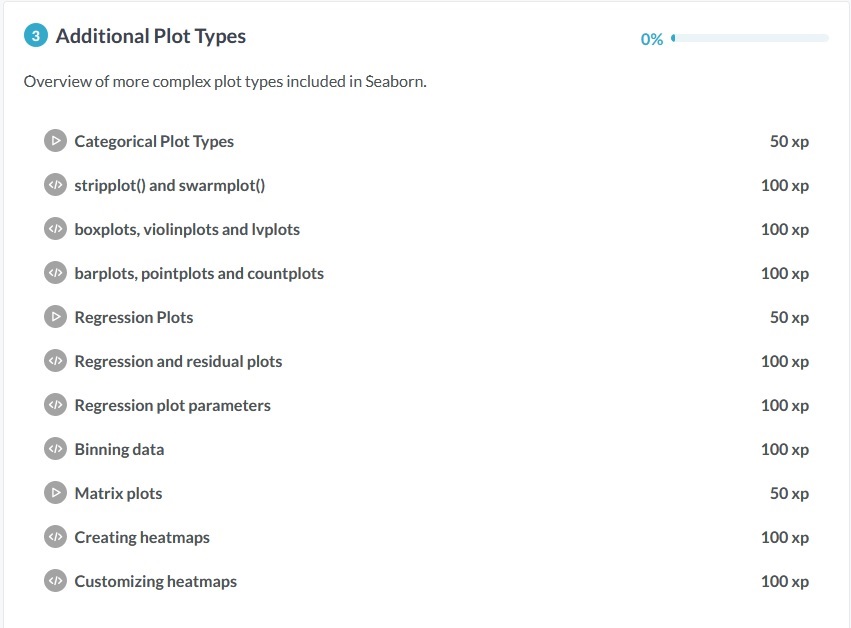 3 Additional Plot Types 0%
Overview of more complex plot types included in Seaborn.
Categorical Plot Types 50 xp
</> stripplot() and swarmplot() 100 xp
</> boxplots, violinplots and lvplots 100 xp
</> barplots, pointplots and countplots 100 xp
Regression Plots 50 xp
</> Regression and residual plots 100 xp
</> Regression plot parameters 100 xp
</> Binning data 100 xp
Matrix plots 50 xp
</> Creating heatmaps 100 xp
</> Customizing heatmaps 100 xp